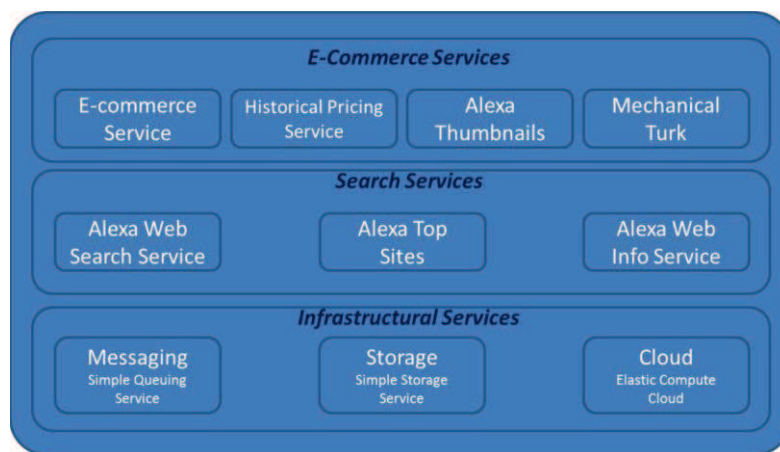 E-Commerce Services
E-commerce
Service
Historical Pricing
Service
Alexa
Thumbnails
Mechanical
Turk
Search Services
Alexa Web
Search Service
Alexa Top
Sites
Alexa Web
Info Service
Infrastructural Services
Messaging
Simple Queuing
Service
Storage
Simple Storage
Service
Cloud
Elastic Compute
Cloud